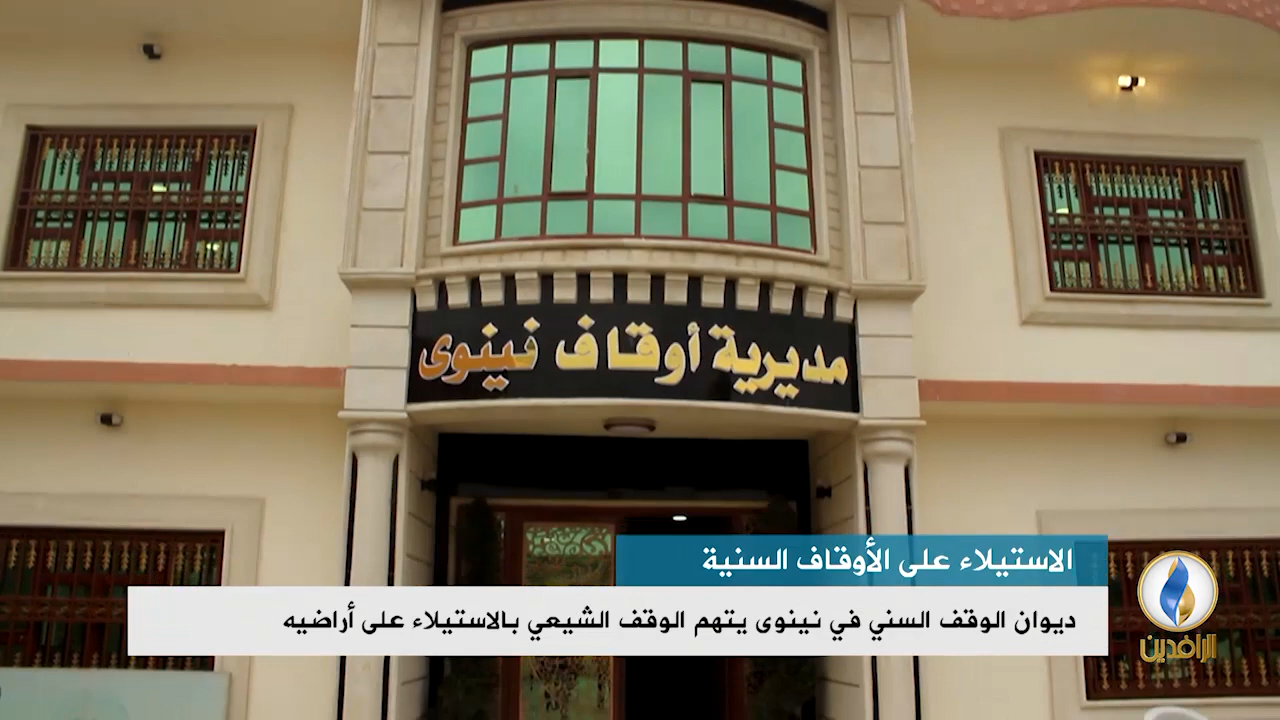 مديرية أوقاف نينوى
الاستيلاء على الأوقاف السنية
ديوان الوقف السني في نينوى يتهم الوقف الشيعي بالاستيلاء على أراضيه
الرافدين